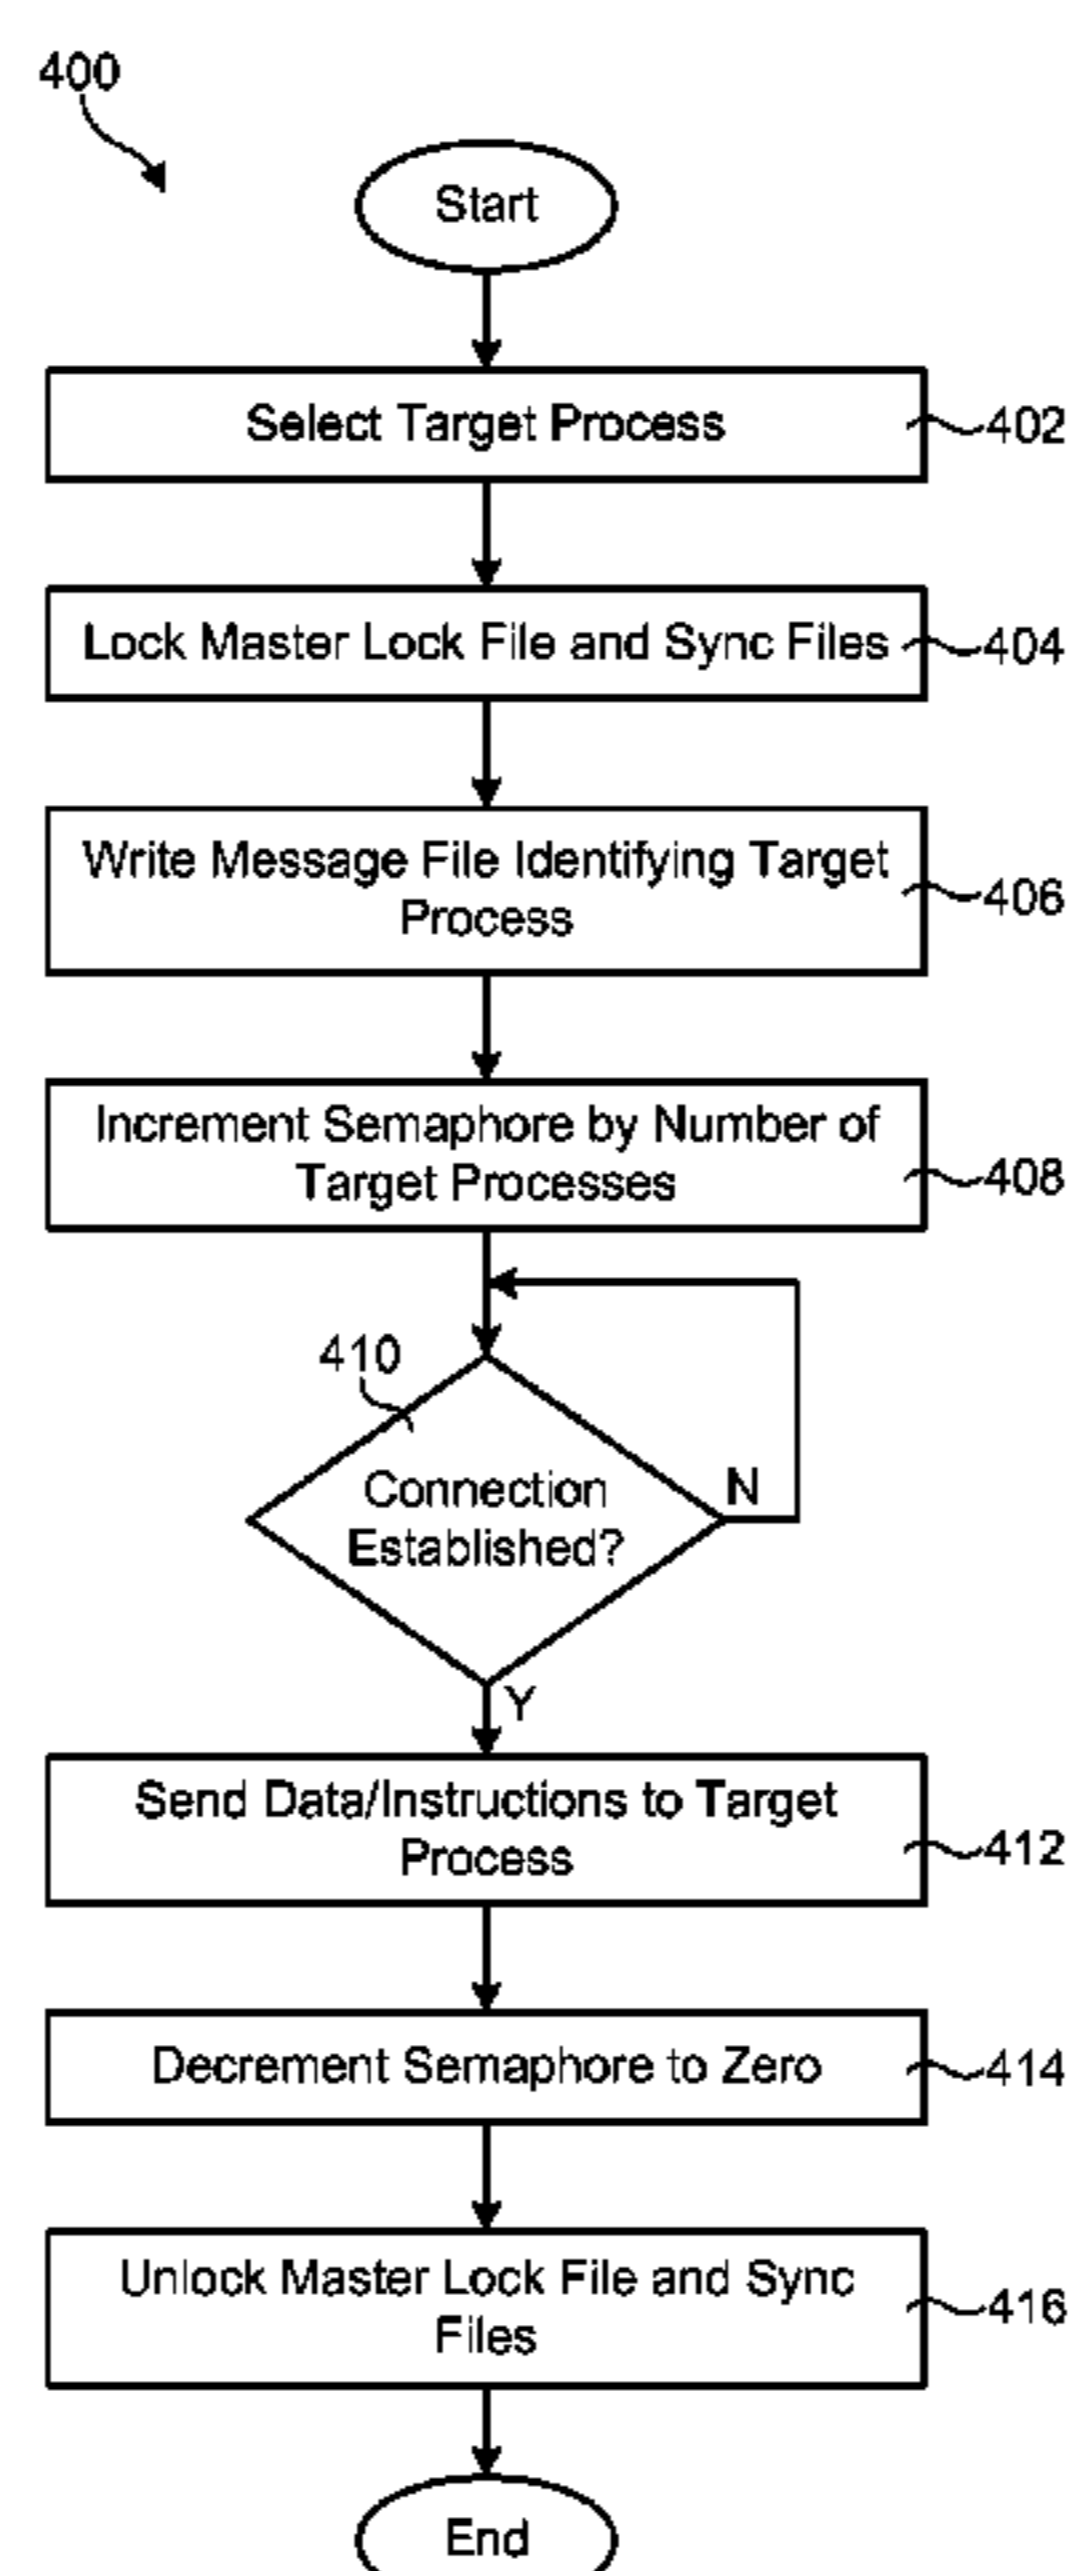 400
Start
Select Target Process
402
Lock Master Lock File and Sync Files
404
Write Message File Identifying Target
Process
406
Increment Semaphore by Number of
Target Processes
408
410
Connection
Established?
N
Y
Send Data/Instructions to Target
Process
412
Decrement Semaphore to Zero
414
Unlock Master Lock File and Sync
Files
416
End